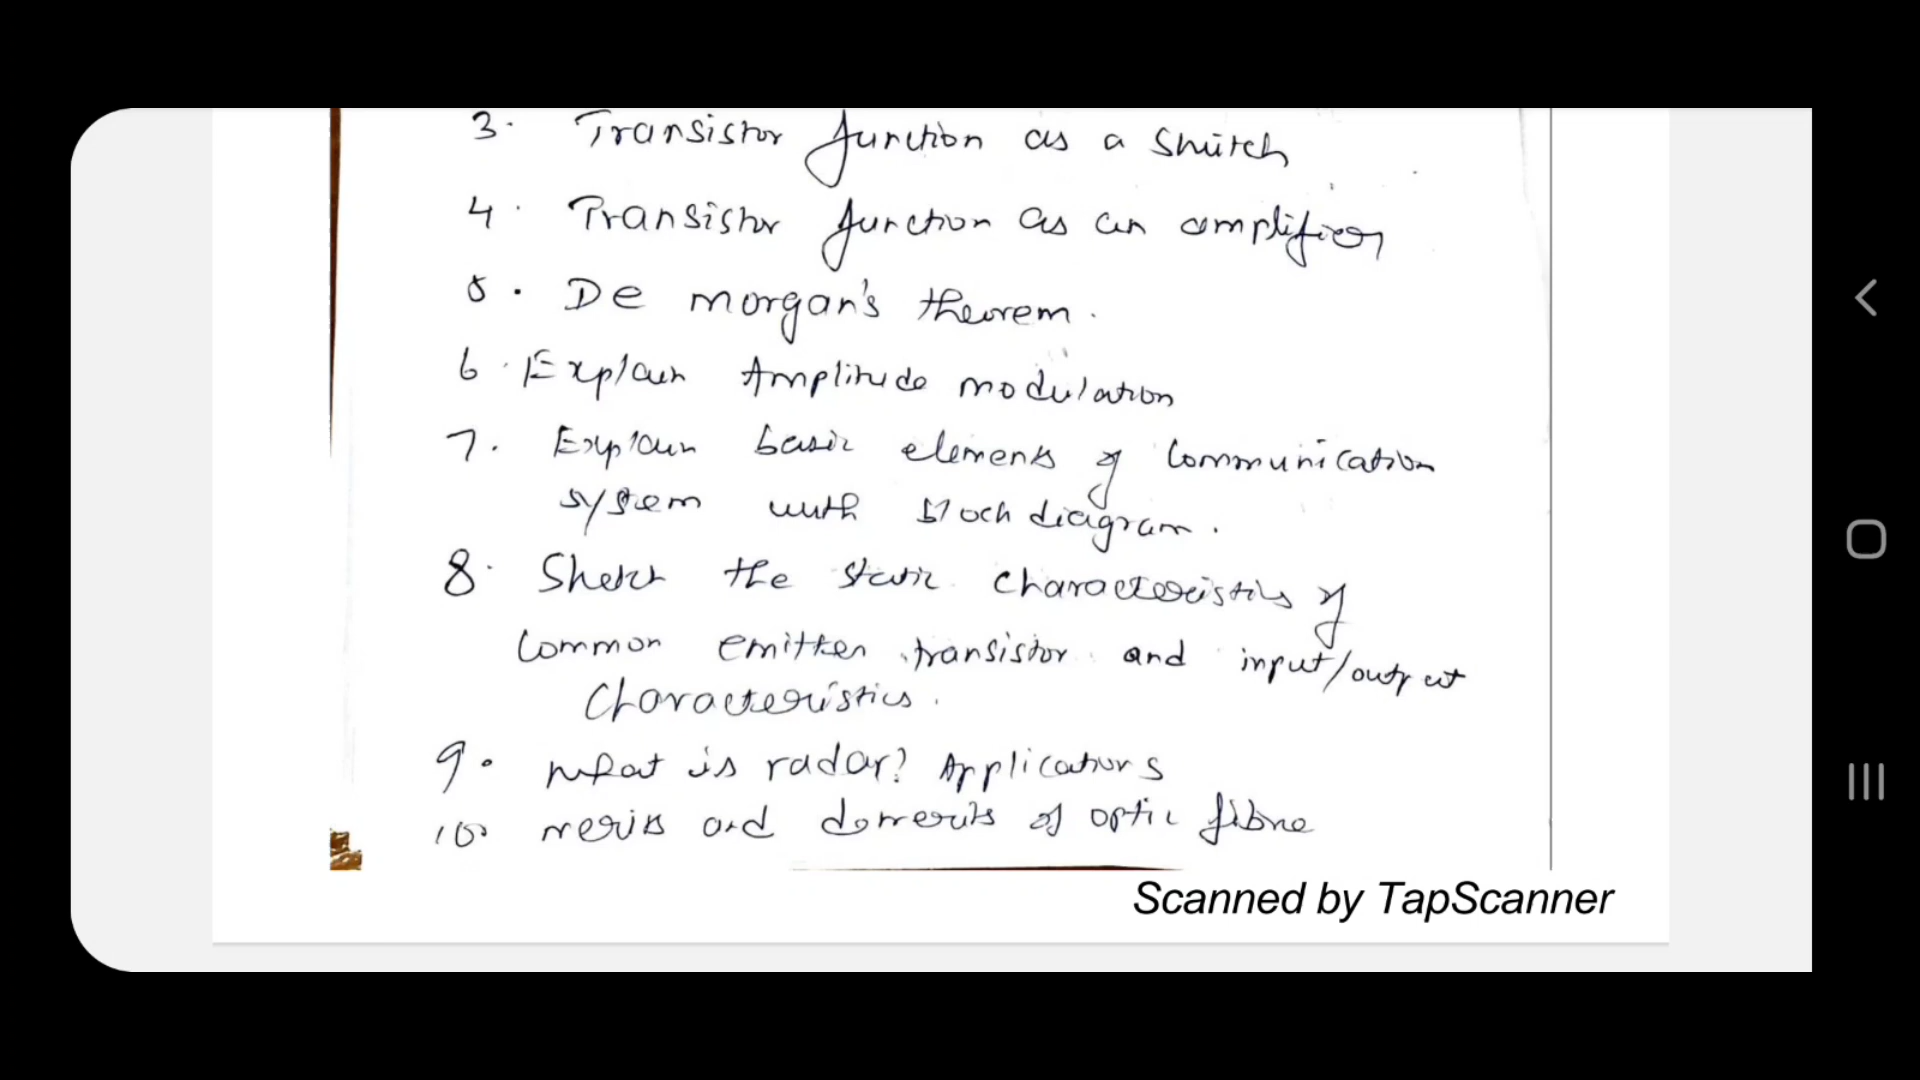 3. Transistor function as a switch
4. Transistor function as an amplifier
5. De morgan's theorem.
6. Explain Amplitude modulation
7. Explain basic elements of Communication
system with block diagram.
8. Sketch the static characteristics of
Common emitter transistor and input/output
Characteristics.
9. What is radar? Applications
10. merits and demerits of optic fibre
Scanned by TapScanner